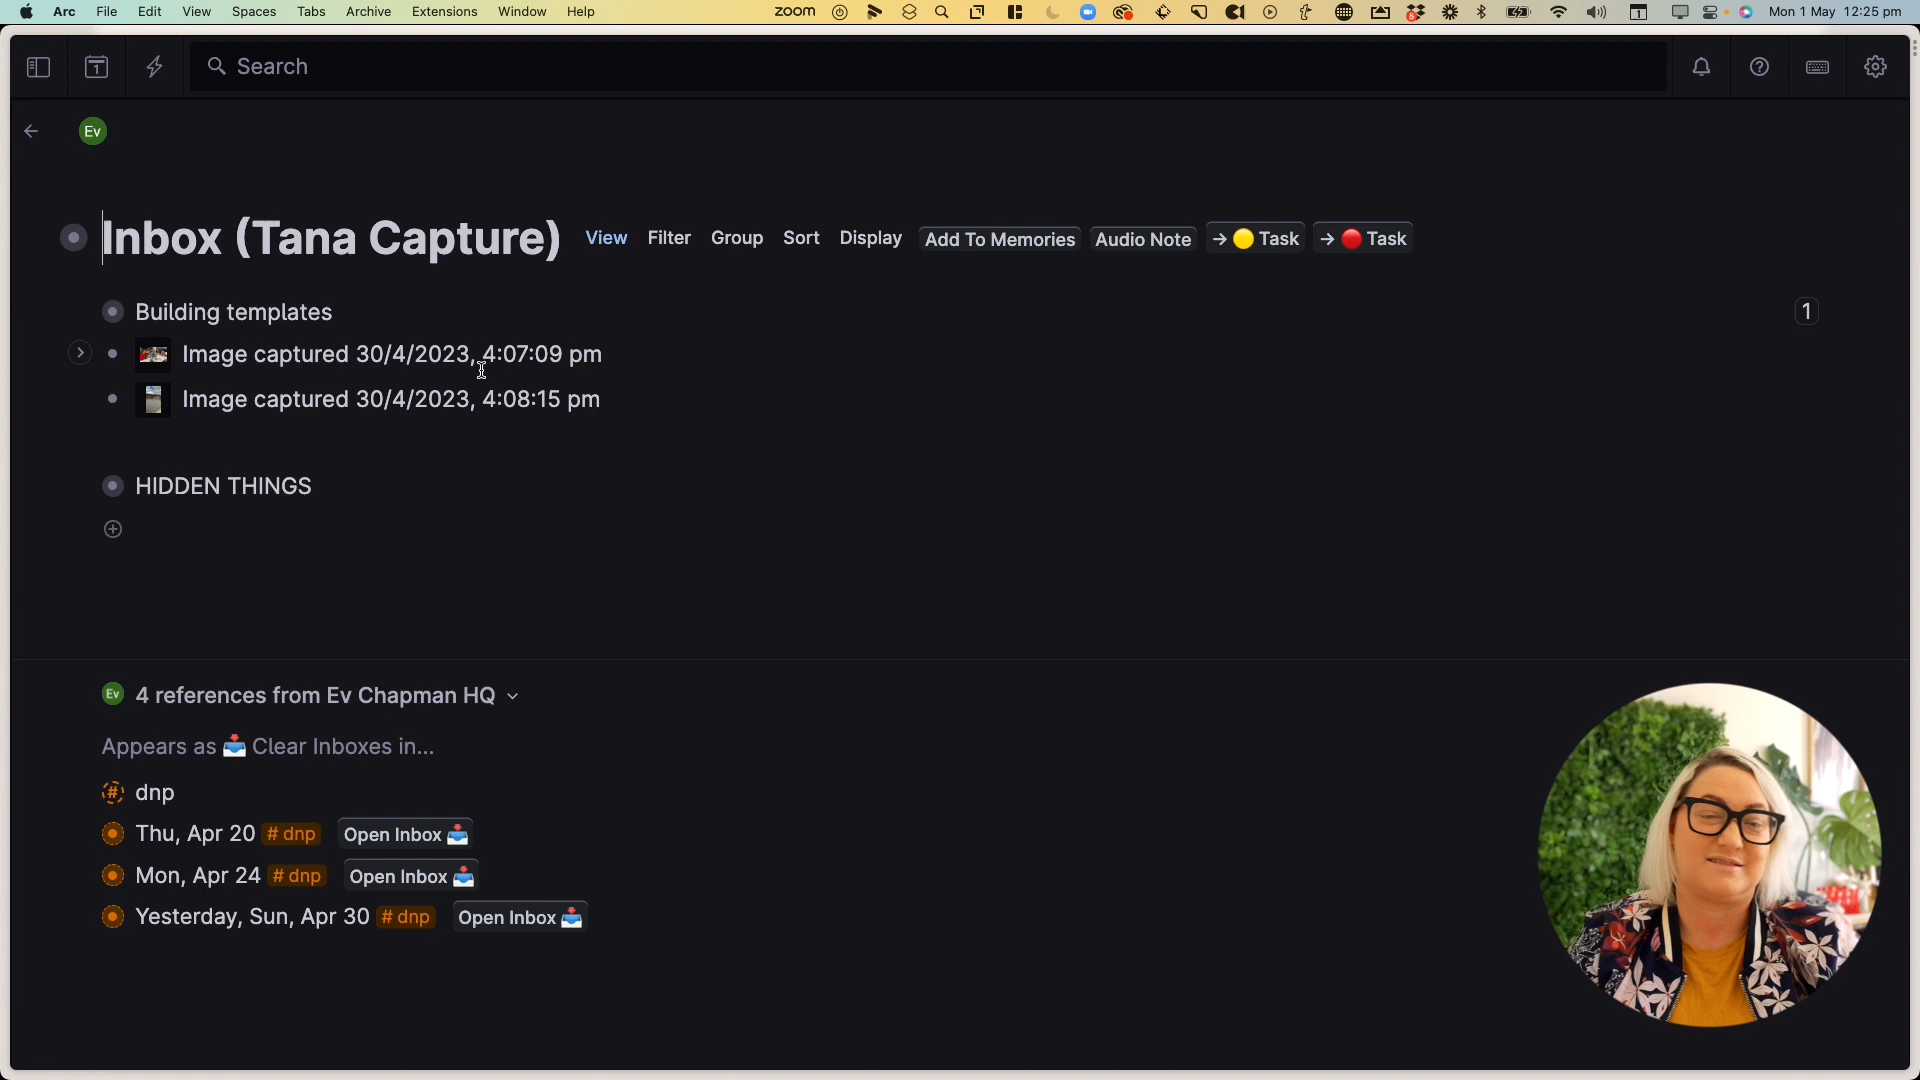 Arc File Edit View Spaces Tabs Archive Extensions Window Help zoom 5 1 Mon 1 May 12:25 pm
1 Search
Ev
Inbox (Tana Capture) View Filter Group Sort Display Add To Memories Audio Note → Task → Task
Building templates 1
Image captured 30/4/2023, 4:07:09 pm
Image captured 30/4/2023, 4:08:15 pm
HIDDEN THINGS
Ev 4 references from Ev Chapman HQ
Appears as 📥 Clear Inboxes in...
# dnp
Thu, Apr 20 # dnp Open Inbox 📥
Mon, Apr 24 # dnp Open Inbox 📥
Yesterday, Sun, Apr 30 # dnp Open Inbox 📥